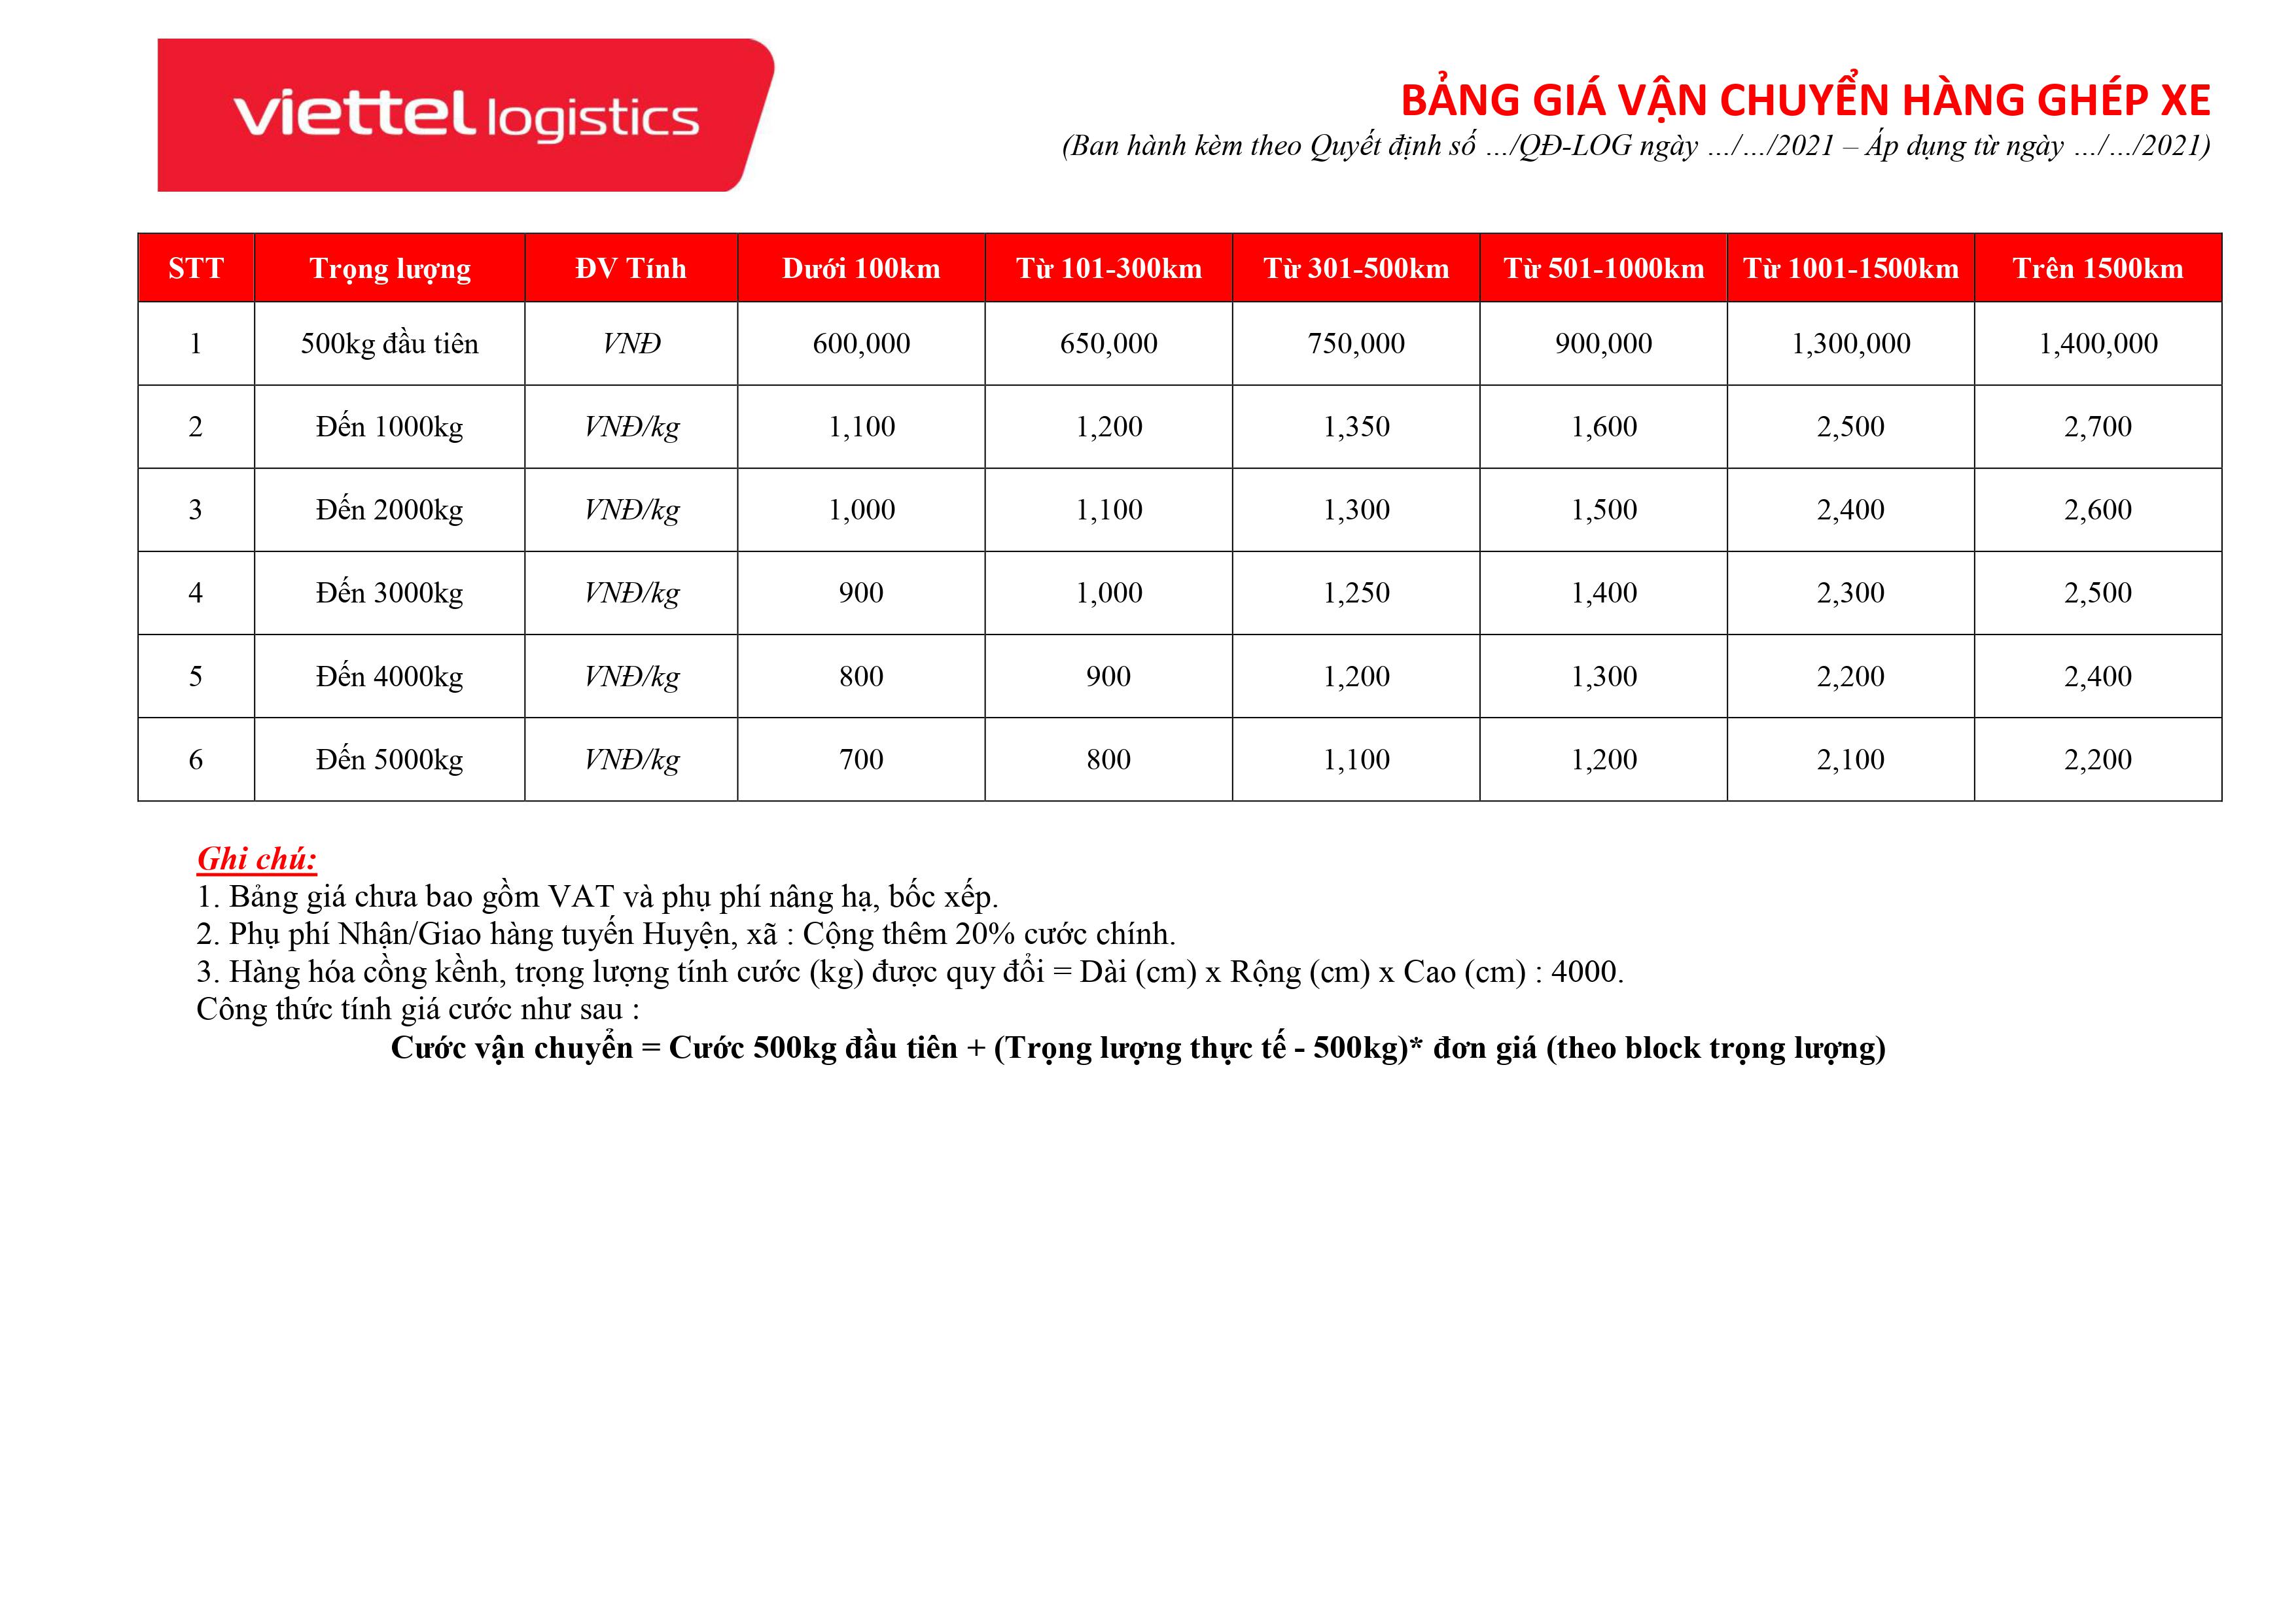 viettel logistics
BẢNG GIÁ VẬN CHUYỂN HÀNG GHÉP XE
(Ban hành kèm theo Quyết định số .../QĐ-LOG ngày .../.../2021 – Áp dụng từ ngày .../.../2021)
STT Trọng lượng ĐV Tính Dưới 100km Từ 101-300km Từ 301-500km Từ 501-1000km Từ 1001-1500km Trên 1500km
1 500kg đầu tiên VNĐ 600,000 650,000 750,000 900,000 1,300,000 1,400,000
2 Đến 1000kg VNĐ/kg 1,100 1,200 1,350 1,600 2,500 2,700
3 Đến 2000kg VNĐ/kg 1,000 1,100 1,300 1,500 2,400 2,600
4 Đến 3000kg VNĐ/kg 900 1,000 1,250 1,400 2,300 2,500
5 Đến 4000kg VNĐ/kg 800 900 1,200 1,300 2,200 2,400
6 Đến 5000kg VNĐ/kg 700 800 1,100 1,200 2,100 2,200
Ghi chú:
1. Bảng giá chưa bao gồm VAT và phụ phí nâng hạ, bốc xếp.
2. Phụ phí Nhận/Giao hàng tuyến Huyện, xã : Cộng thêm 20% cước chính.
3. Hàng hóa cồng kềnh, trọng lượng tính cước (kg) được quy đổi = Dài (cm) x Rộng (cm) x Cao (cm) : 4000.
Công thức tính giá cước như sau :
Cước vận chuyển = Cước 500kg đầu tiên + (Trọng lượng thực tế - 500kg)* đơn giá (theo block trọng lượng)